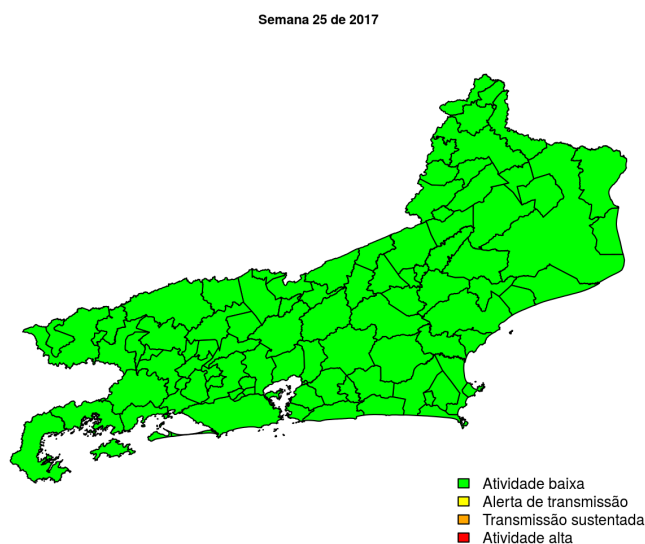 Semana 25 de 2017
Atividade baixa
Alerta de transmissão
Transmissão sustentada
Atividade alta